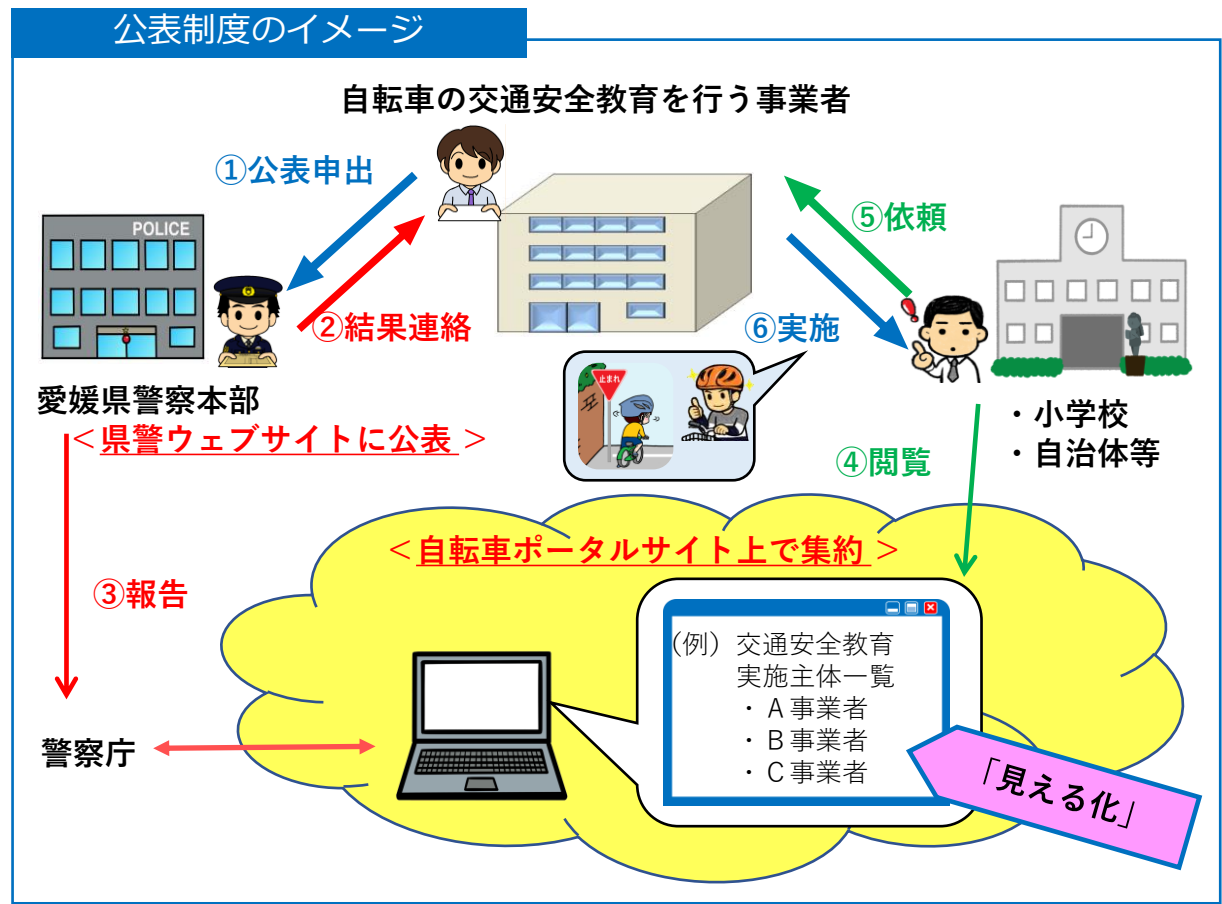 公表制度のイメージ
自転車の交通安全教育を行う事業者
①公表申出
POLICE
⑤依頼
②結果連絡
⑥実施
止まれ
愛媛県警察本部
＜県警ウェブサイトに公表＞
・小学校
・自治体等
④閲覧
＜自転車ポータルサイト上で集約＞
③報告
（例）交通安全教育
実施主体一覧
・Ａ事業者
・Ｂ事業者
・Ｃ事業者
警察庁
「見える化」